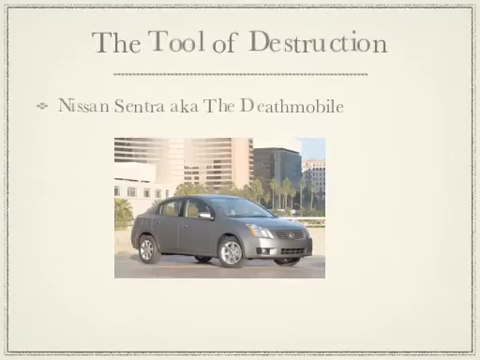 The Tool of Destruction
Nissan Sentra aka The Deathmobile